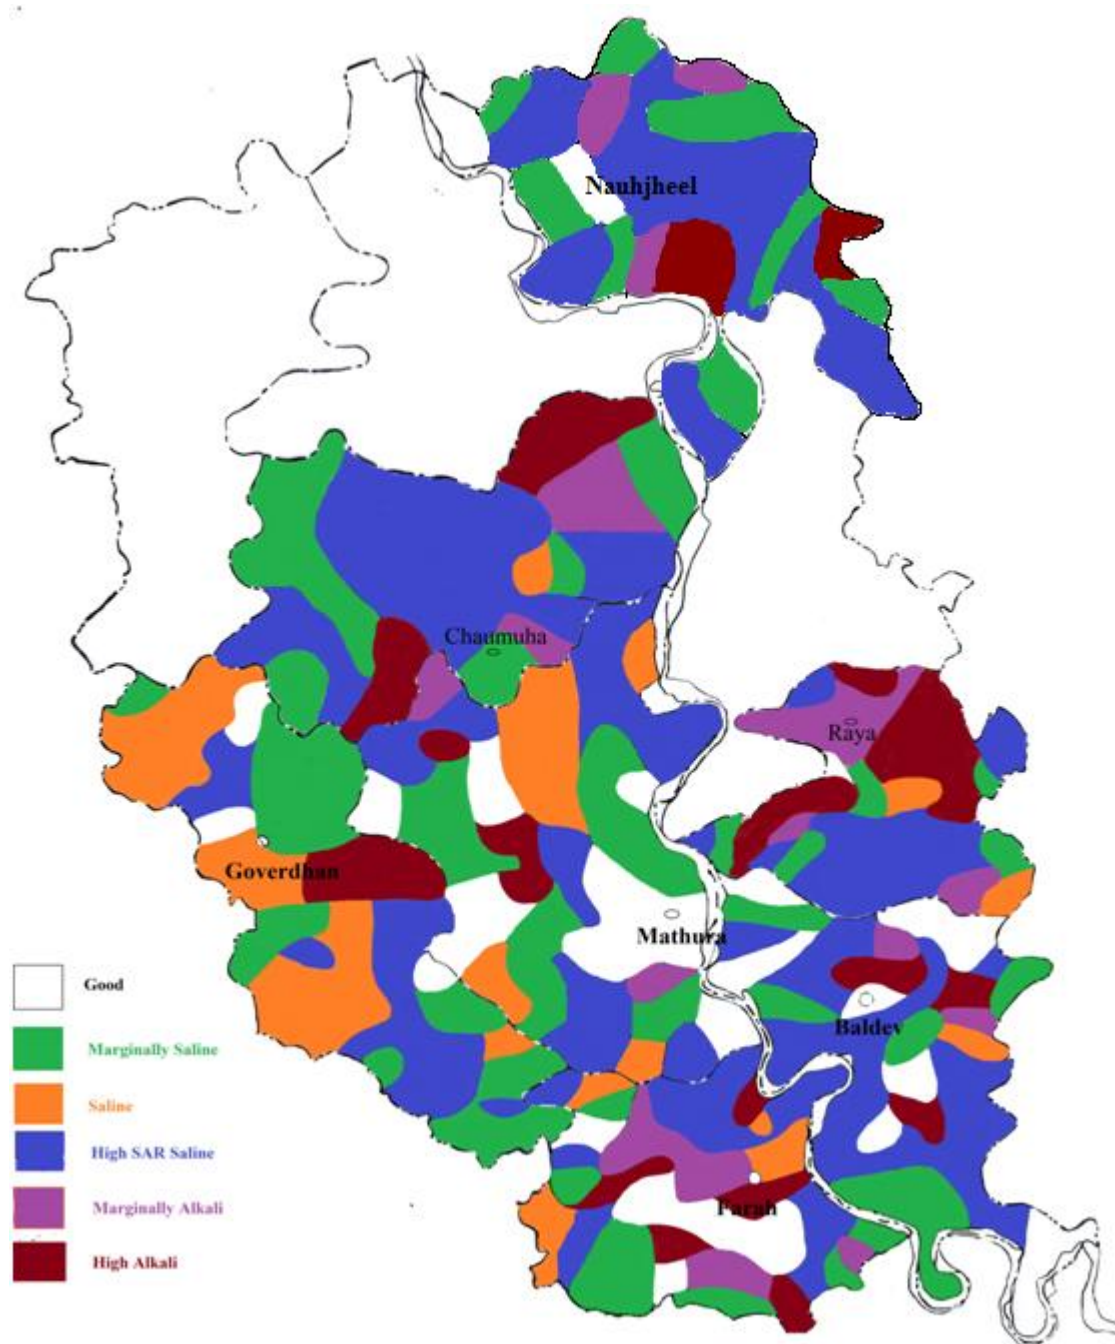 Nauhjheel
Chaumuha
Raya
Goverdhan
Mathura
Baldev
Farah
Good
Marginally Saline
Saline
High SAR Saline
Marginally Alkali
High Alkali